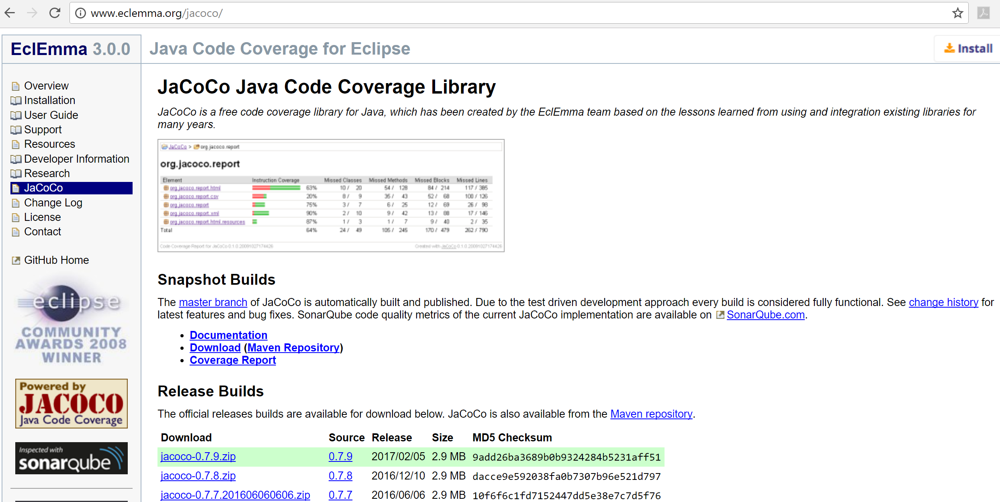 www.eclemma.org/jacoco/
EclEmma 3.0.0
Java Code Coverage for Eclipse
Install
Overview
Installation
User Guide
Support
Resources
Developer Information
Research
JaCoCo
Change Log
License
Contact
GitHub Home
eclipse
COMMUNITY
AWARDS 2008
WINNER
Powered by
JACOCO
Java Code Coverage
Inspected with
sonarqube
JaCoCo Java Code Coverage Library
JaCoCo is a free code coverage library for Java, which has been created by the EclEmma team based on the lessons learned from using and integration existing libraries for
many years.
JaCoCo > org.jacoco.report
org.jacoco.report
Element Instruction Coverage Missed Classes Missed Methods Missed Blocks Missed Lines
org.jacoco.report.html 63% 10 / 20 54 / 128 84 / 214 117 / 385
org.jacoco.report.csv 20% 8 / 9 35 / 43 52 / 68 100 / 126
org.jacoco.report 75% 3 / 7 6 / 25 12 / 69 26 / 98
org.jacoco.report.xml 90% 2 / 10 9 / 42 13 / 88 17 / 146
org.jacoco.report.html.resources 87% 1 / 3 1 / 7 9 / 40 2 / 35
Total 64% 24 / 49 105 / 245 170 / 479 262 / 790
Code Coverage Report for JaCoCo 0.1.0.20091027174426 Created with JaCoCo 0.1.0.20091027174426
Snapshot Builds
The master branch of JaCoCo is automatically built and published. Due to the test driven development approach every build is considered fully functional. See change history for
latest features and bug fixes. SonarQube code quality metrics of the current JaCoCo implementation are available on SonarQube.com.
• Documentation
• Download (Maven Repository)
• Coverage Report
Release Builds
The official releases builds are available for download below. JaCoCo is also available from the Maven repository.
Download Source Release Size MD5 Checksum
jacoco-0.7.9.zip 0.7.9 2017/02/05 2.9 MB 9add26ba3689b0b9324284b5231aff51
jacoco-0.7.8.zip 0.7.8 2016/12/10 2.9 MB dacce9e592038fa0b7307b96e521d797
jacoco-0.7.7.201606060606.zip 0.7.7 2016/06/06 2.9 MB 10f6f6c1fd7152447dd5e38e7c7d5f76